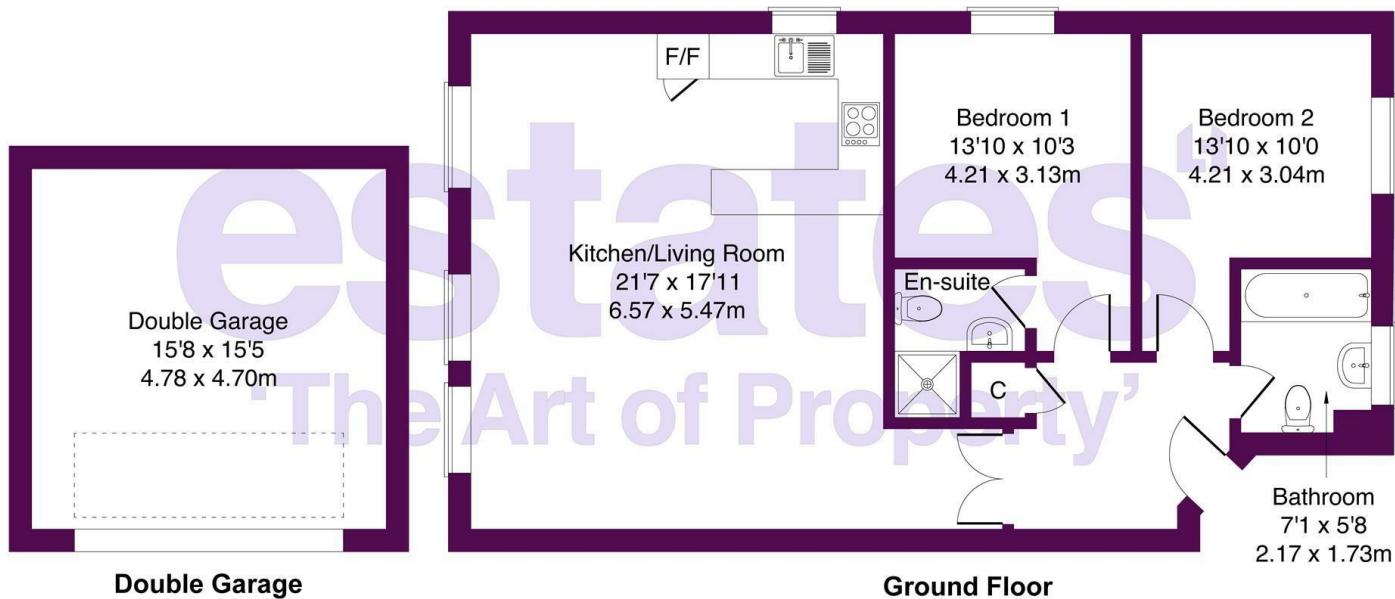 F/F
Bedroom 1
13'10 x 10'3
4.21 x 3.13m
Bedroom 2
13'10 x 10'0
4.21 x 3.04m
estates"
Kitchen/Living Room
21'7 x 17'11
6.57 x 5.47m
En-suite
Double Garage
15'8 x 15'5
4.78 x 4.70m
C
'The Art of Property'
Bathroom
7'1 x 5'8
2.17 x 1.73m
Double Garage
Ground Floor